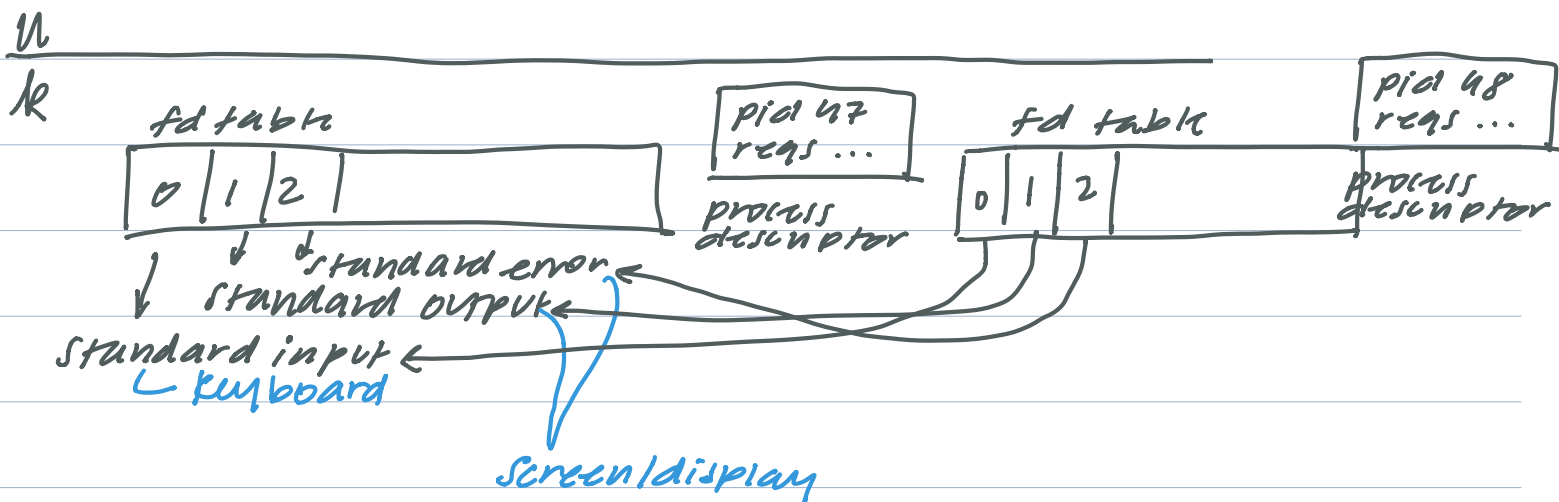 U
k
fd table
0 1 2
pid 47
regs ...
process
descriptor
fd table
0 1 2
pid 48
regs ...
process
descriptor
standard error
standard output
standard input
keyboard
screen/display